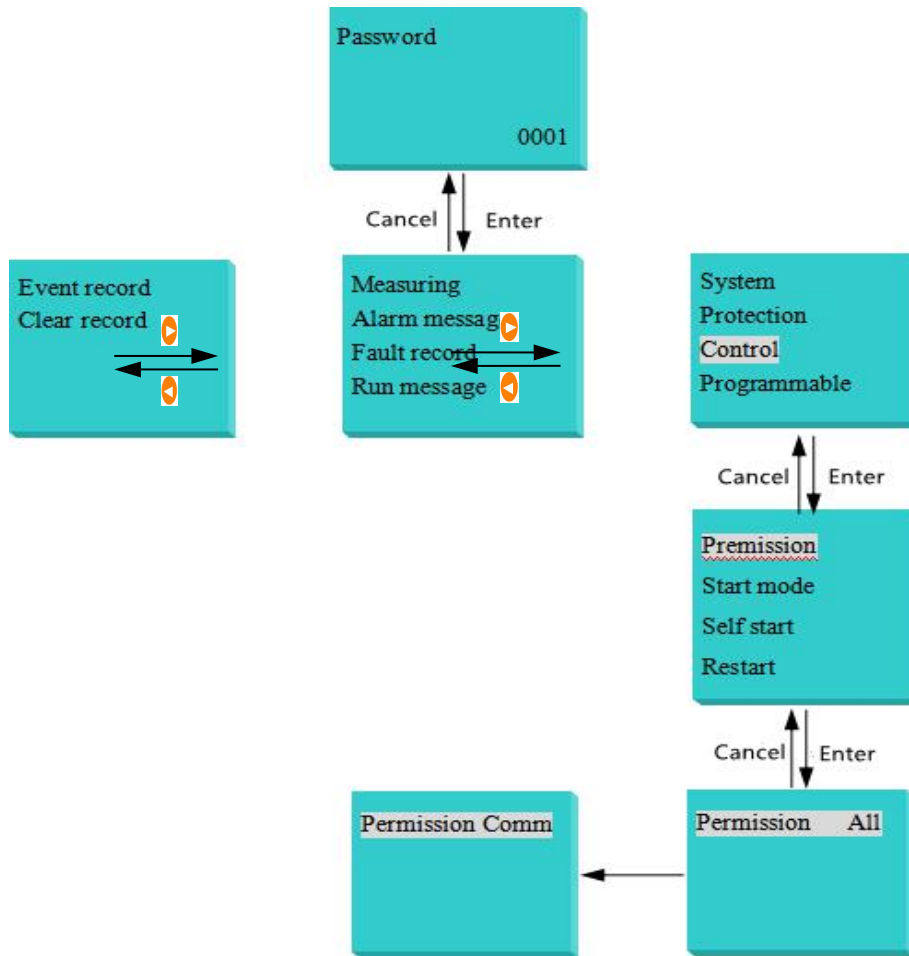 Password
0001
Cancel Enter
Event record
Clear record
Measuring
Alarm messag
Fault record
Run message
System
Protection
Control
Programmable
Cancel Enter
Premission
Start mode
Self start
Restart
Cancel Enter
Permission Comm
Permission All